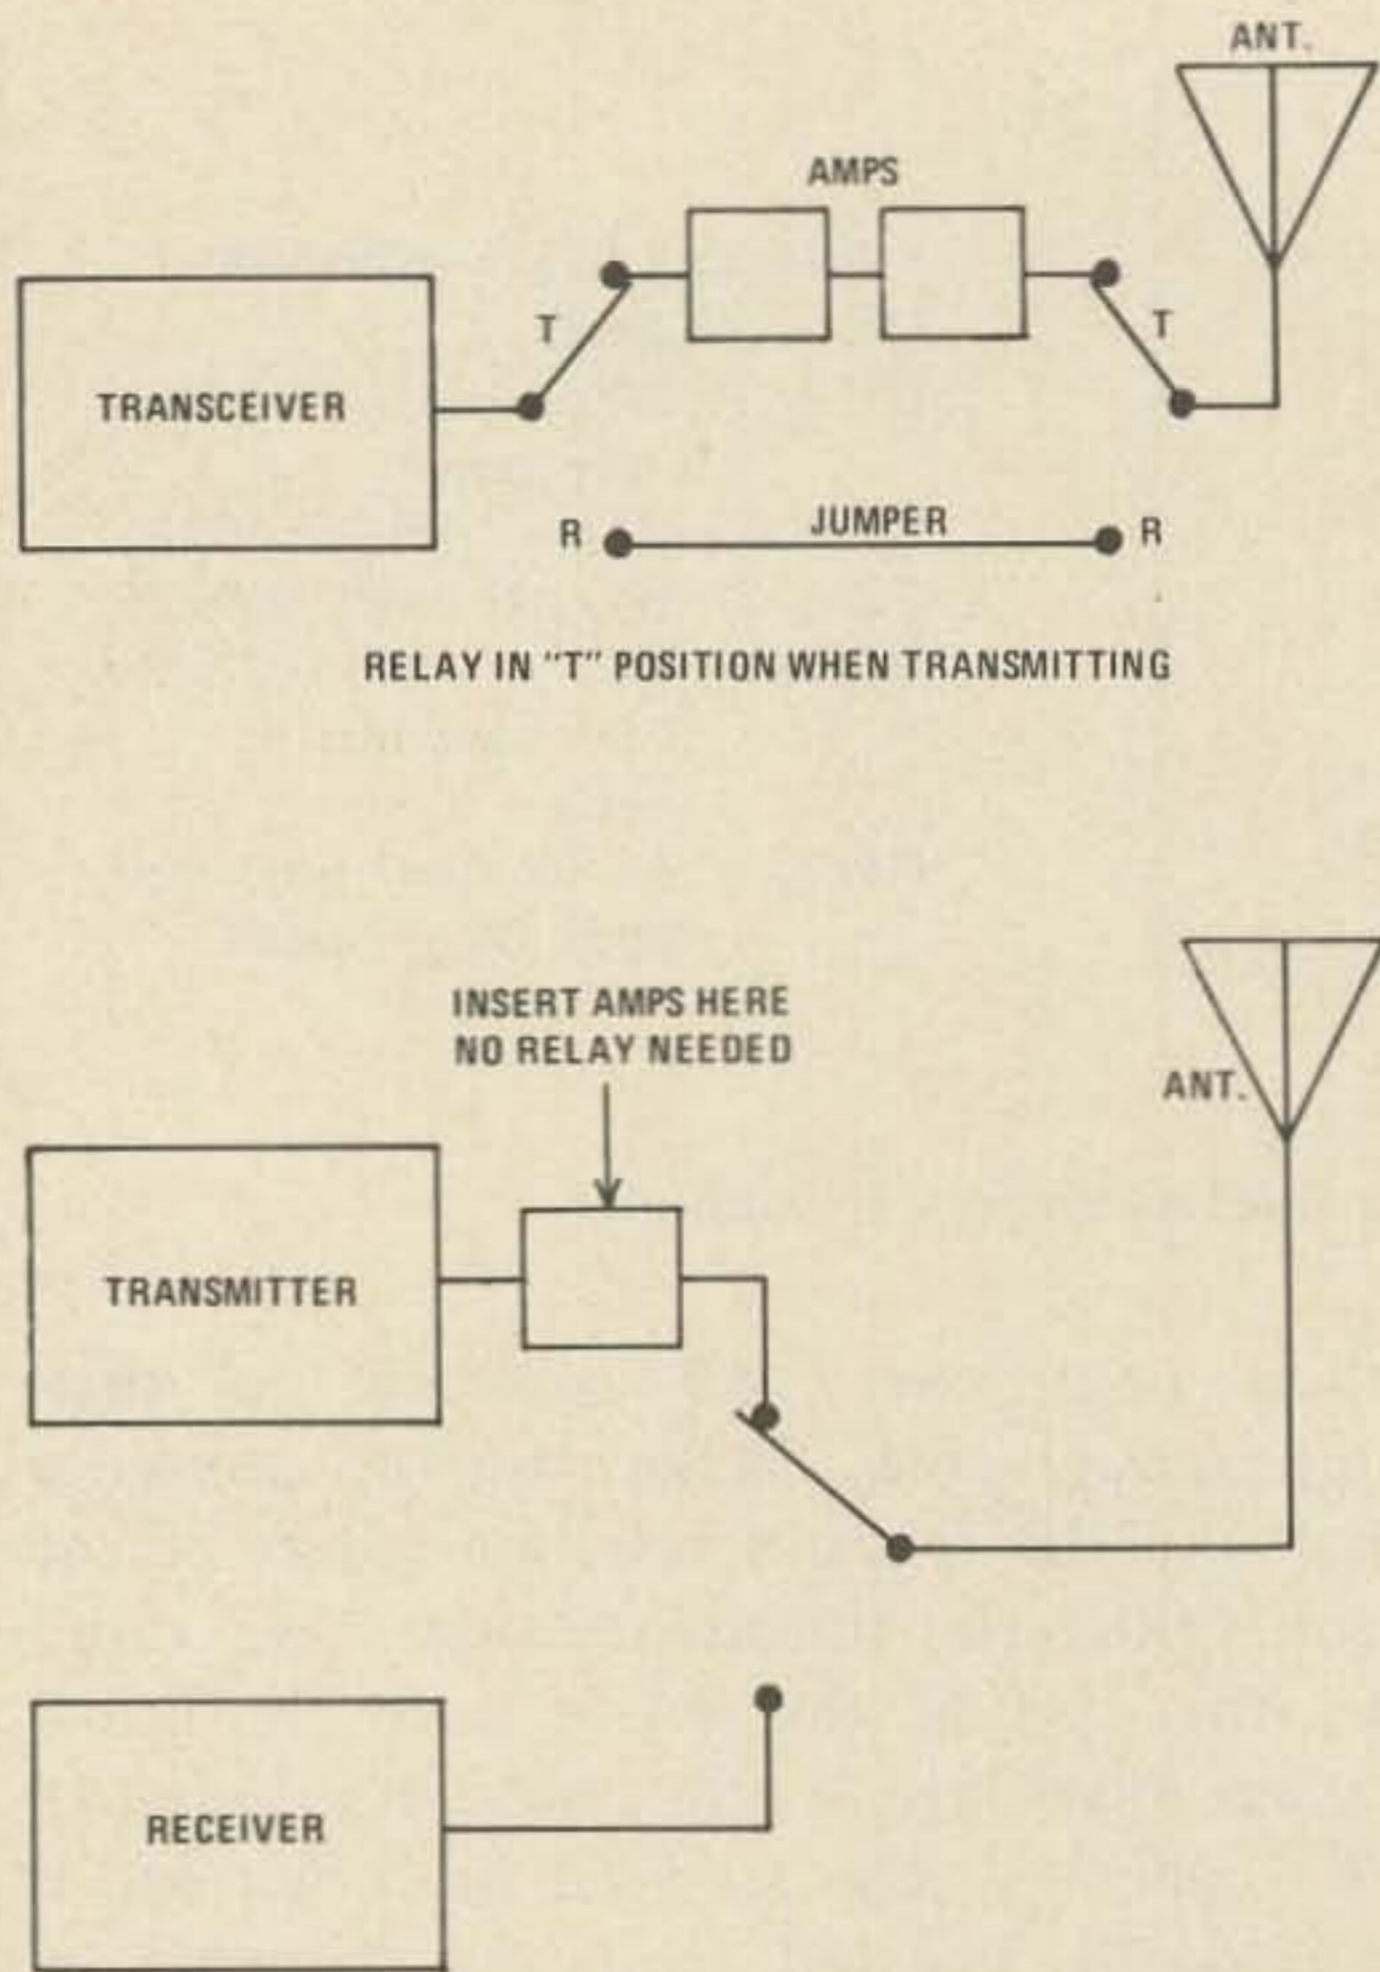 ANT.
AMPS
T
T
TRANSCEIVER
R
JUMPER
R
RELAY IN "T" POSITION WHEN TRANSMITTING
INSERT AMPS HERE
NO RELAY NEEDED
ANT.
TRANSMITTER
RECEIVER